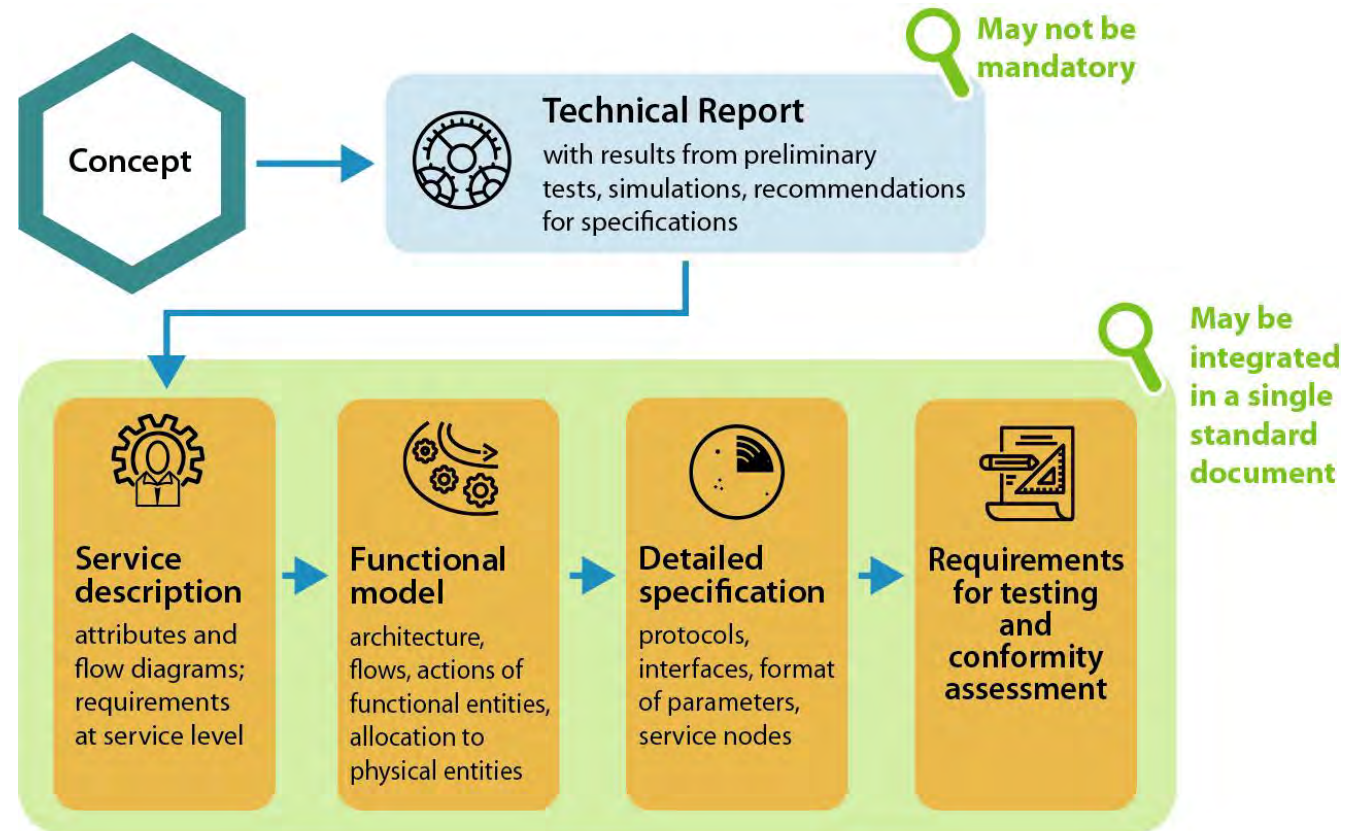 May not be
mandatory
Concept
Technical Report
with results from preliminary
tests, simulations, recommendations
for specifications
May be
integrated
in a single
standard
document
Service
description
attributes and
flow diagrams;
requirements
at service level
Functional
model
architecture,
flows, actions of
functional entities,
allocation to
physical entities
Detailed
specification
protocols,
interfaces, format
of parameters,
service nodes
Requirements
for testing
and
conformity
assessment